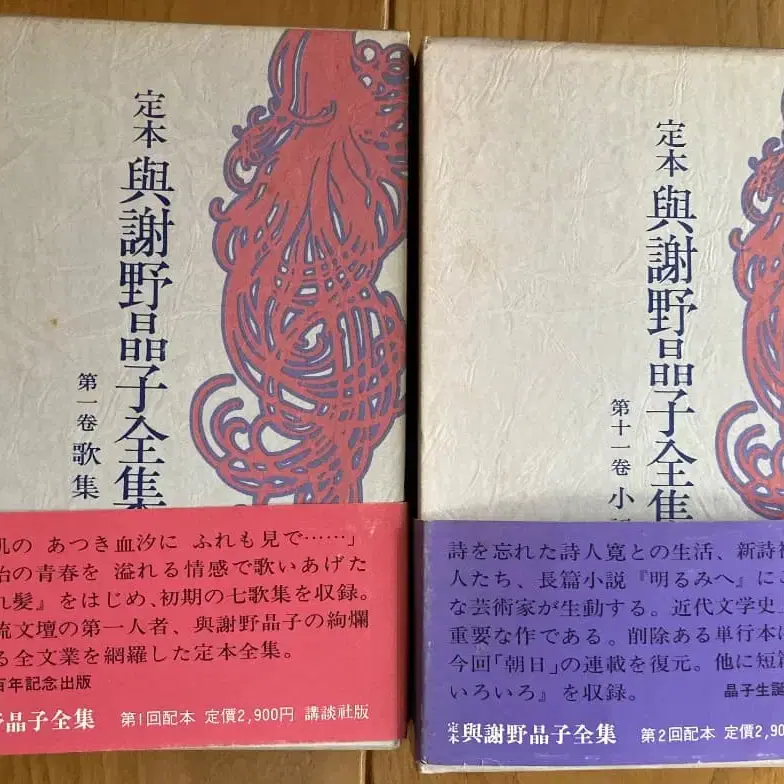 定本 與謝野晶子全集
第一卷 歌集
肌の あつき血汐に ふれも見で……」
治の青春を 溢れる情感で歌いあげた
れ髪』をはじめ、初期の七歌集を収録。
流文壇の第一人者、與謝野晶子の絢爛
る全文業を網羅した定本全集。
百年記念出版
野晶子全集 第1回配本 定價2,900円 講談社版
定本 與謝野晶子全集
第十一卷 小
詩を忘れた詩人寛との生活、新詩
人たち、長篇小説『明るみへ』に
な芸術家が生動する。近代文学史
重要な作である。削除ある単行本
今回「朝日」の連載を復元。他に短篇
いろいろ』を収録。
晶子生誕
定本 與謝野晶子全集 第2回配本 定價2,90